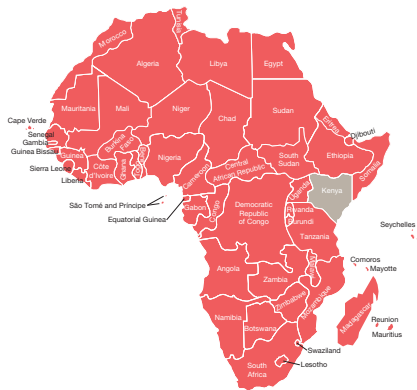 Tunisia
Morocco
Algeria
Libya
Egypt
Mauritania
Mali
Niger
Chad
Sudan
Eritrea
Djibouti
Cape Verde
Senegal
Gambia
Guinea Bissau
Guinea
Sierra Leone
Liberia
Côte
d'Ivoire
Burkina
Faso
Ghana
Togo
Benin
Nigeria
Cameroon
Central
African Republic
South
Sudan
Ethiopia
Somalia
São Tomé and Príncipe
Equatorial Guinea
Gabon
Congo
Democratic
Republic
of Congo
Uganda
Kenya
Rwanda
Burundi
Tanzania
Seychelles
Comoros
Mayotte
Angola
Zambia
Malawi
Mozambique
Zimbabwe
Madagascar
Reunion
Mauritius
Namibia
Botswana
Swaziland
Lesotho
South
Africa